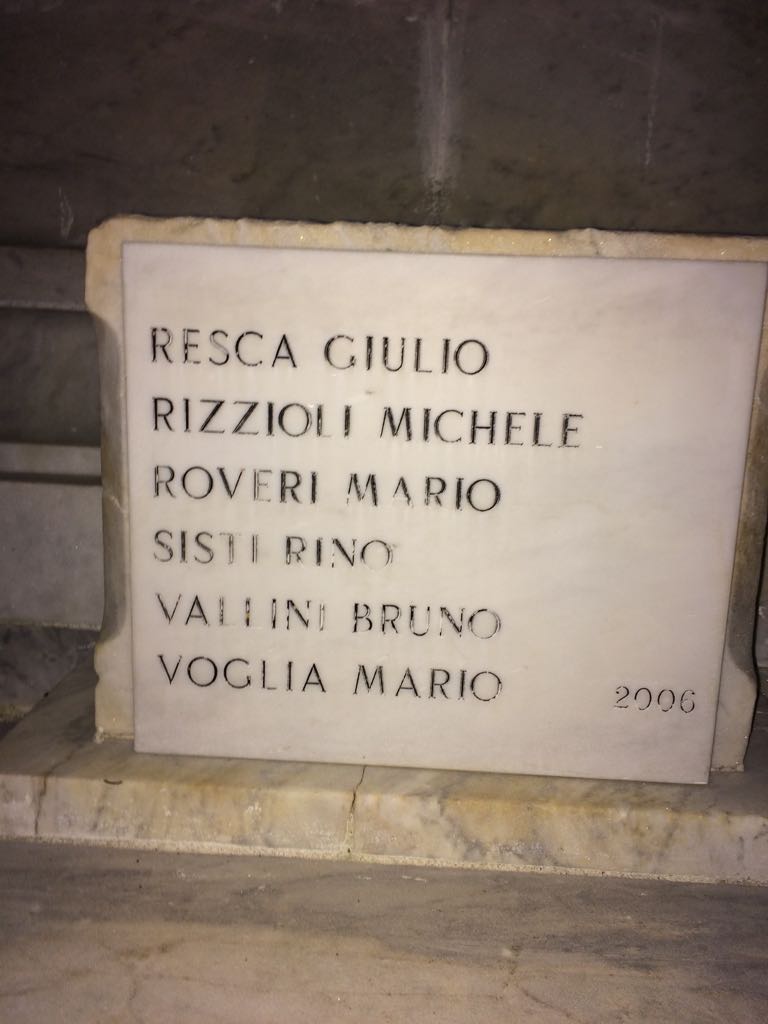 RESCA GIULIO
RIZZIOLI MICHELE
ROVERI MARIO
SISTI RINO
VALLINI BRUNO
VOGLIA MARIO
2006